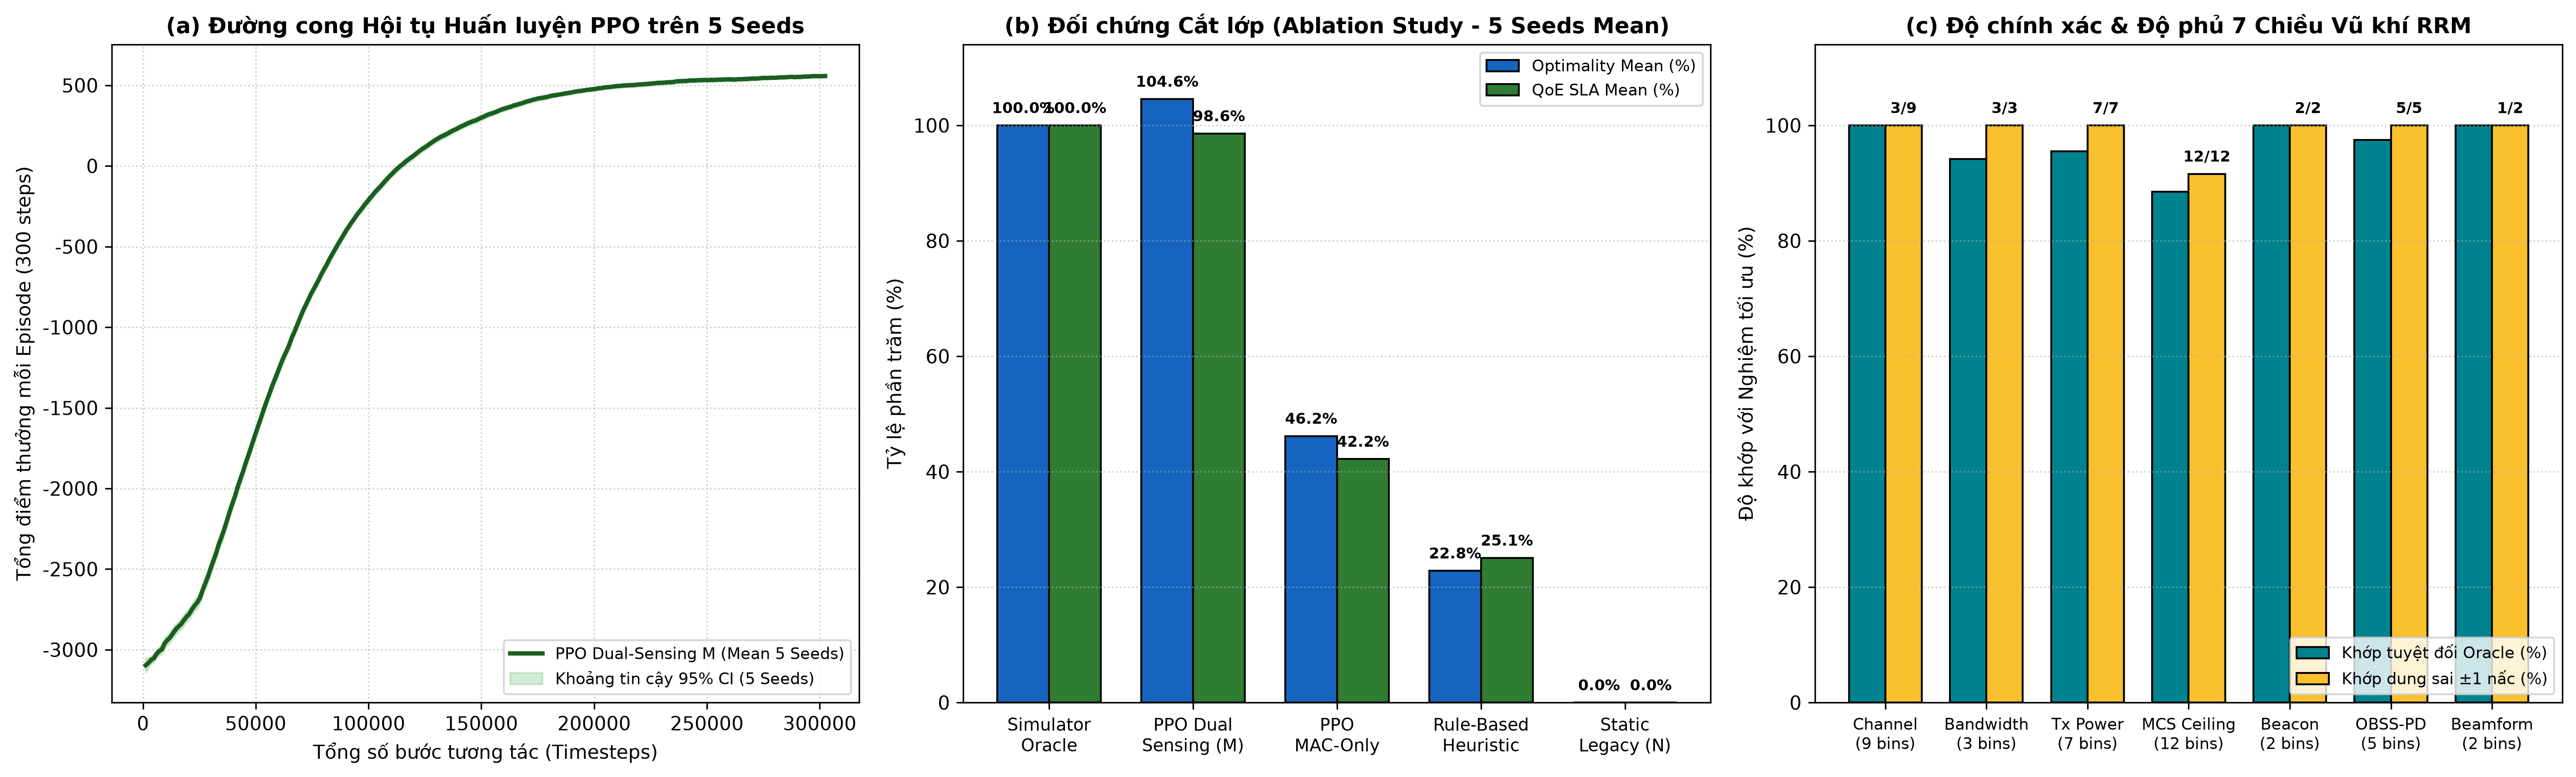 (a) Đường cong Hội tụ Huấn luyện PPO trên 5 Seeds
Tổng điểm thưởng mỗi Episode (300 steps)
500
0
-500
-1000
-1500
-2000
-2500
-3000
PPO Dual-Sensing M (Mean 5 Seeds)
Khoảng tin cậy 95% CI (5 Seeds)
0
50000
100000
150000
200000
250000
300000
Tổng số bước tương tác (Timesteps)
(b) Đối chứng Cắt lớp (Ablation Study - 5 Seeds Mean)
Tỷ lệ phần trăm (%)
100
80
60
40
20
0
Optimality Mean (%)
QoE SLA Mean (%)
100.0%
100.0%
104.6%
98.6%
46.2%
42.2%
22.8%
25.1%
0.0%
0.0%
Simulator
Oracle
PPO Dual
Sensing (M)
PPO
MAC-Only
Rule-Based
Heuristic
Static
Legacy (N)
(c) Độ chính xác & Độ phủ 7 Chiều Vũ khí RRM
Độ khớp với Nghiệm tối ưu (%)
100
80
60
40
20
0
3/9
3/3
7/7
12/12
2/2
5/5
1/2
Khớp tuyệt đối Oracle (%)
Khớp dung sai ±1 nấc (%)
Channel
(9 bins)
Bandwidth
(3 bins)
Tx Power
(7 bins)
MCS Ceiling
(12 bins)
Beacon
(2 bins)
OBSS-PD
(5 bins)
Beamform
(2 bins)